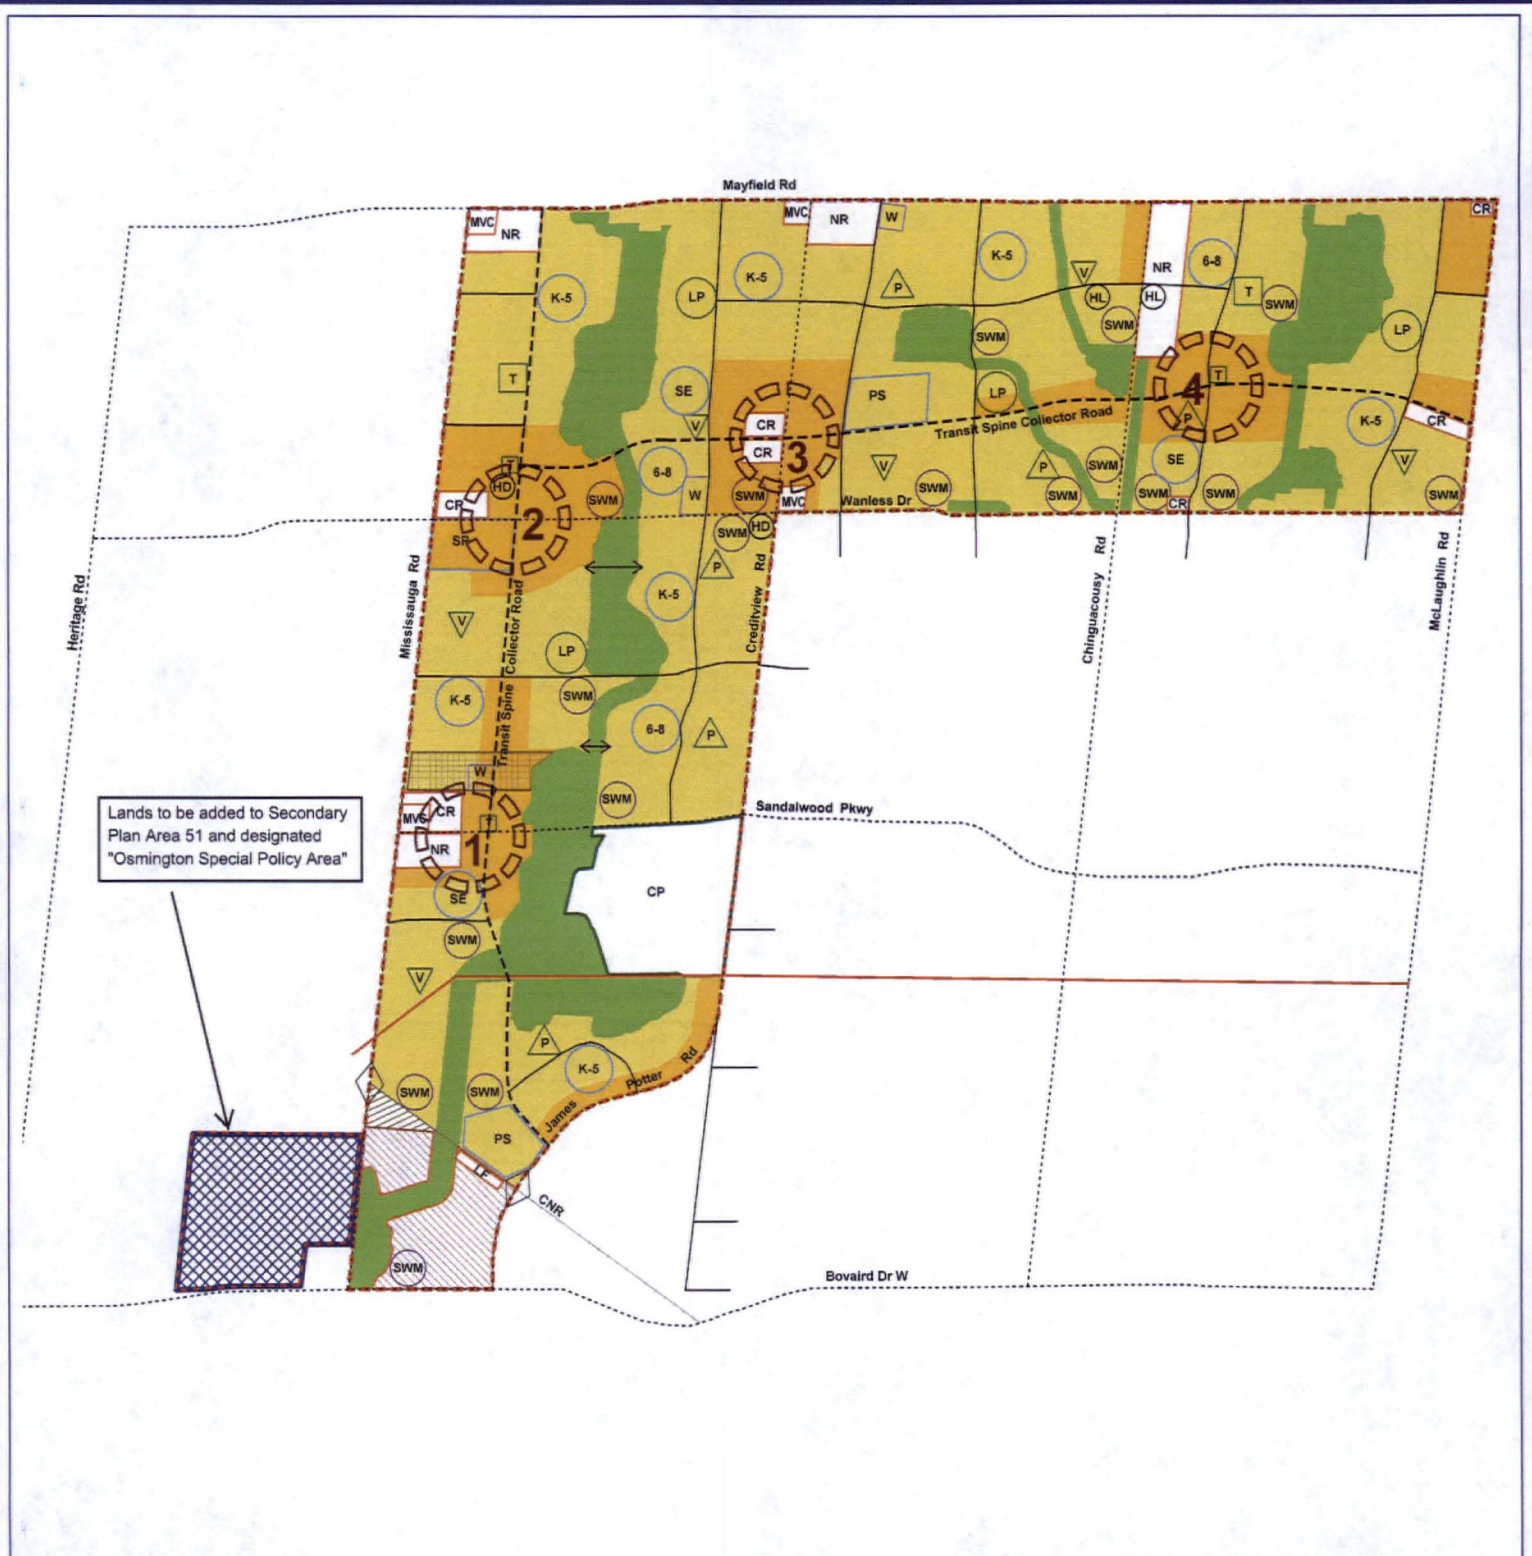 Mayfield Rd
MVC
NR
MVC
NR
W
NR
CR
K-5
LP
K-5
P
K-5
V
HL
HL
SWM
6-8
T
SWM
LP
T
SE
V
CR
CR
3
PS
SWM
LP
Transit Spine Collector Road
4
T
P
K-5
CR
T
HD
2
CR
SP
SWM
6-8
W
SWM
MVC
Wanless Dr
V
SWM
P
SWM
SWM
SE
SWM
CR
SWM
V
SWM
SWM
HD
P
K-5
V
LP
Heritage Rd
Mississauga Rd
Transit Spine Collector Road
Creditview Rd
Chinguacousy Rd
McLaughlin Rd
K-5
SWM
6-8
P
W
SWM
MVC
CR
T
NR
1
Sandalwood Pkwy
Lands to be added to Secondary
Plan Area 51 and designated
"Osmington Special Policy Area"
SE
CP
SWM
V
P
K-5
James Potter Rd
SWM
SWM
PS
LF
CNR
SWM
Bovaird Dr W